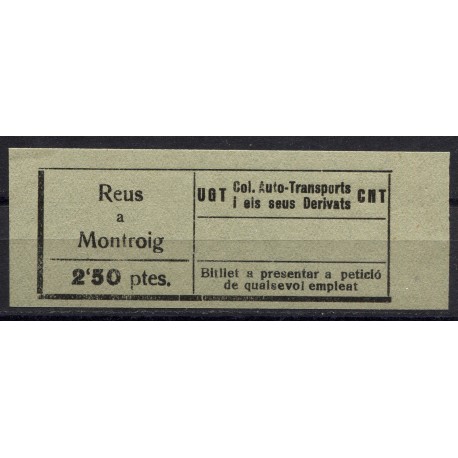 Reus
a
Montroig
2'50 ptes.
UGT Col. Auto-Transports CNT
i els seus Derivats
Bitllet a presentar a petició
de qualsevol empleat